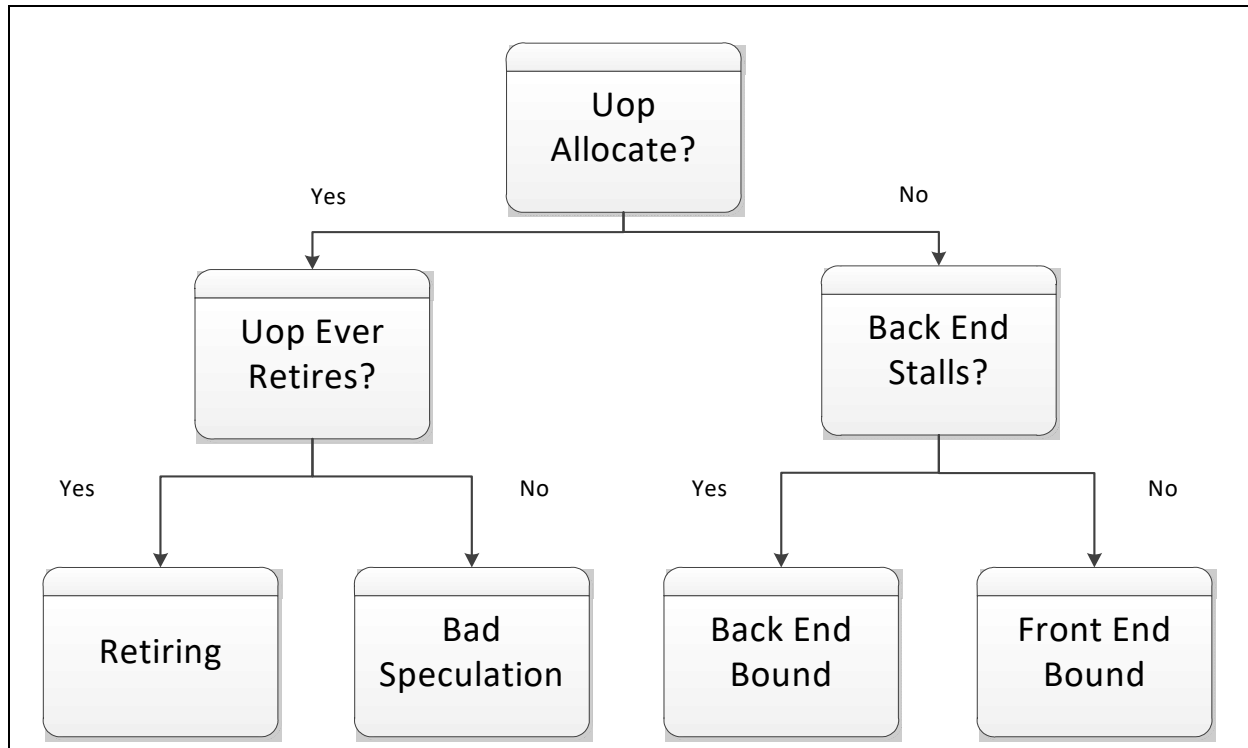 Uop
Allocate?
Yes
No
Uop Ever
Retires?
Back End
Stalls?
Yes
No
Yes
No
Retiring
Bad
Speculation
Back End
Bound
Front End
Bound